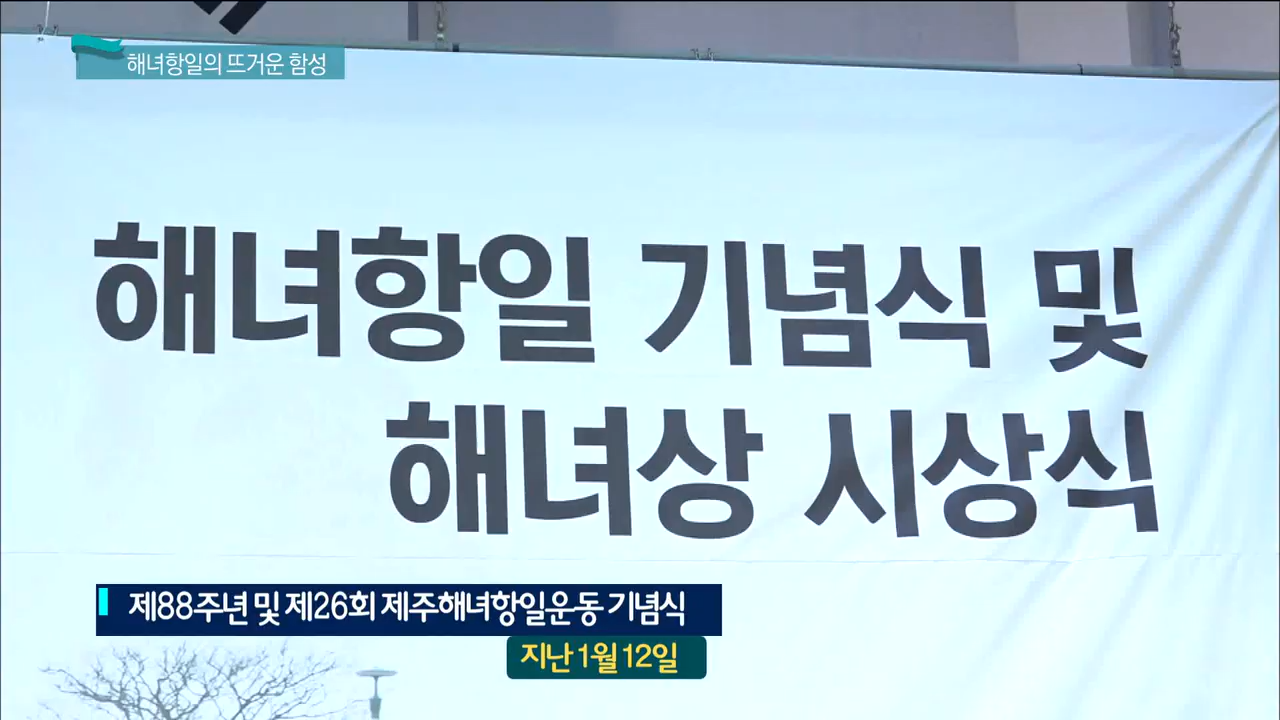 해녀항일의 뜨거운 함성
해녀항일 기념식 및
해녀상 시상식
제88주년 및 제26회 제주해녀항일운동 기념식
지난 1월 12일